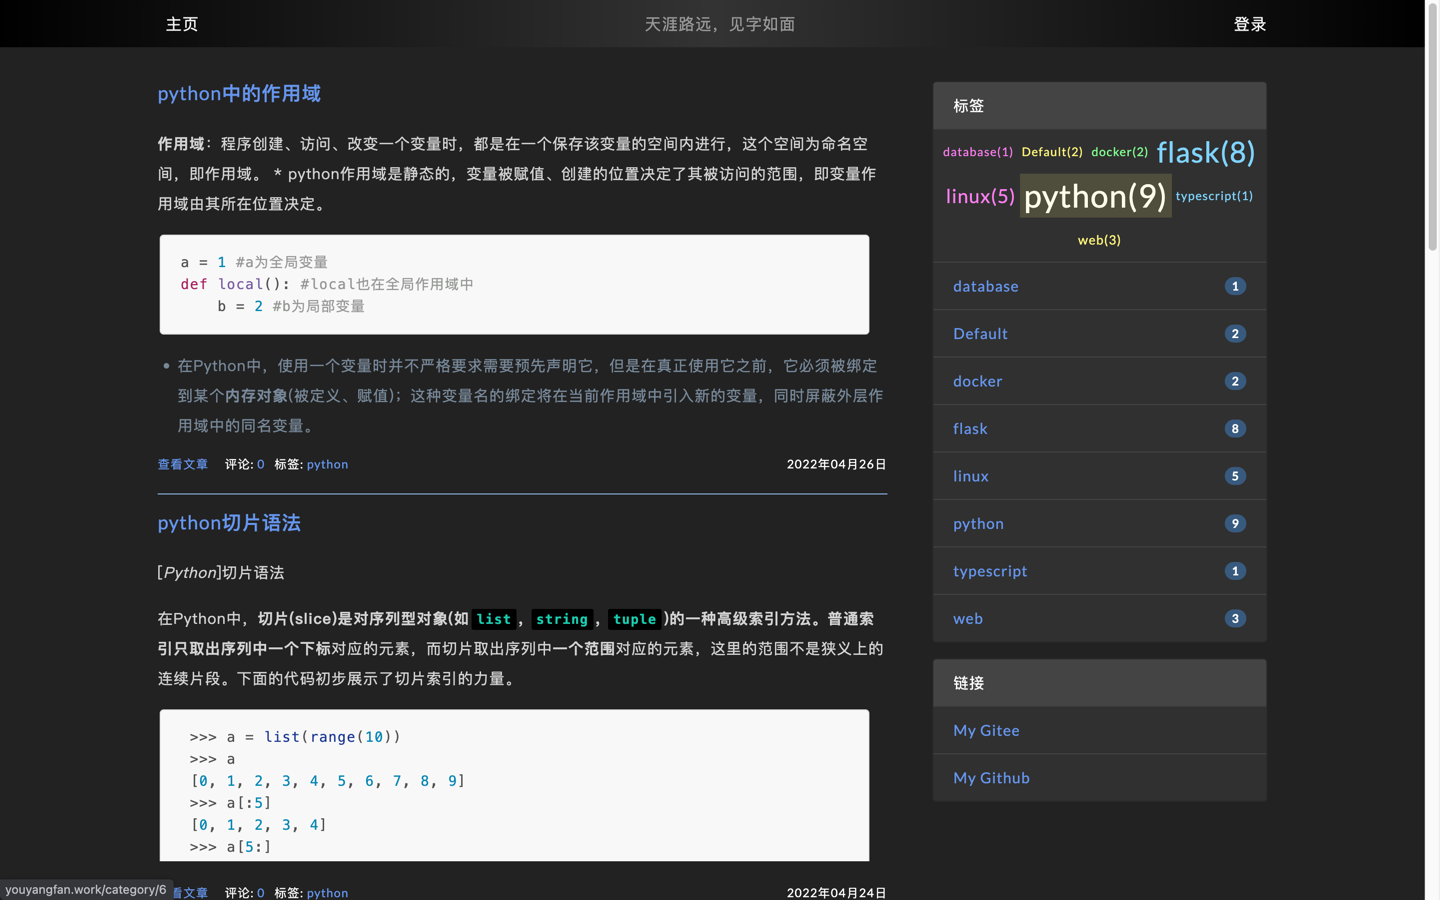 主页
天涯路远，见字如面
登录
python中的作用域
作用域：程序创建、访问、改变一个变量时，都是在一个保存该变量的空间内进行，这个空间为命名空
间，即作用域。 * python作用域是静态的，变量被赋值、创建的位置决定了其被访问的范围，即变量作
用域由其所在位置决定。
a = 1 #a为全局变量
def local(): #local也在全局作用域中
    b = 2 #b为局部变量
• 在Python中，使用一个变量时并不严格要求需要预先声明它，但是在真正使用它之前，它必须被绑定
到某个内存对象(被定义、赋值)；这种变量名的绑定将在当前作用域中引入新的变量，同时屏蔽外层作
用域中的同名变量。
查看文章 评论: 0 标签: python 2022年04月26日
python切片语法
[Python]切片语法
在Python中，切片(slice)是对序列型对象(如 list , string , tuple )的一种高级索引方法。普通索
引只取出序列中一个下标对应的元素，而切片取出序列中一个范围对应的元素，这里的范围不是狭义上的
连续片段。下面的代码初步展示了切片索引的力量。
>>> a = list(range(10))
>>> a
[0, 1, 2, 3, 4, 5, 6, 7, 8, 9]
>>> a[:5]
[0, 1, 2, 3, 4]
>>> a[5:]
看文章 评论: 0 标签: python 2022年04月24日
标签
database(1) Default(2) docker(2) flask(8)
linux(5) python(9) typescript(1)
web(3)
database 1
Default 2
docker 2
flask 8
linux 5
python 9
typescript 1
web 3
链接
My Gitee
My Github
youyangfan.work/category/6